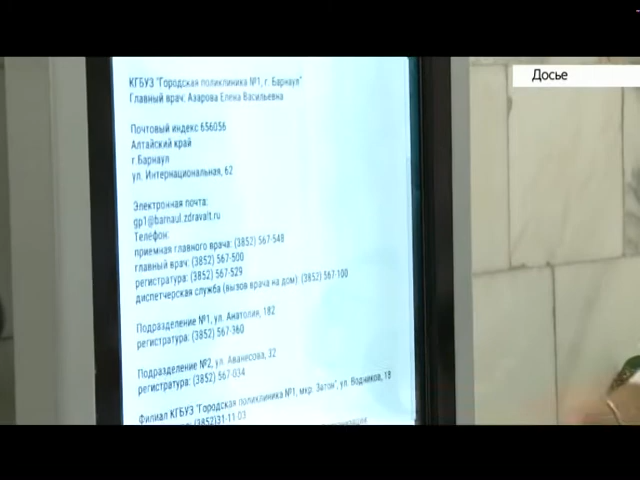 Досье
КГБУЗ "Городская поликлиника №1, г. Барнаул"
Главный врач: Азарова Елена Васильевна
Почтовый индекс 656056
Алтайский край
г.Барнаул
ул. Интернациональная, 62
Электронная почта:
gp1@barnaul.zdravalt.ru
Телефон:
приемная главного врача: (3852) 567-548
главный врач: (3852) 567-500
регистратура: (3852) 567-529
диспетчерская служба (вызов врача на дом): (3852) 567-100
Подразделение №1, ул. Анатолия, 182
регистратура: (3852) 567-360
Подразделение №2, ул. Аванесова, 32
регистратура: (3852) 567-034
Филиал КГБУЗ "Городская поликлиника №1, мкр. Затон", ул. Водников, 18
(3852)31-11-03